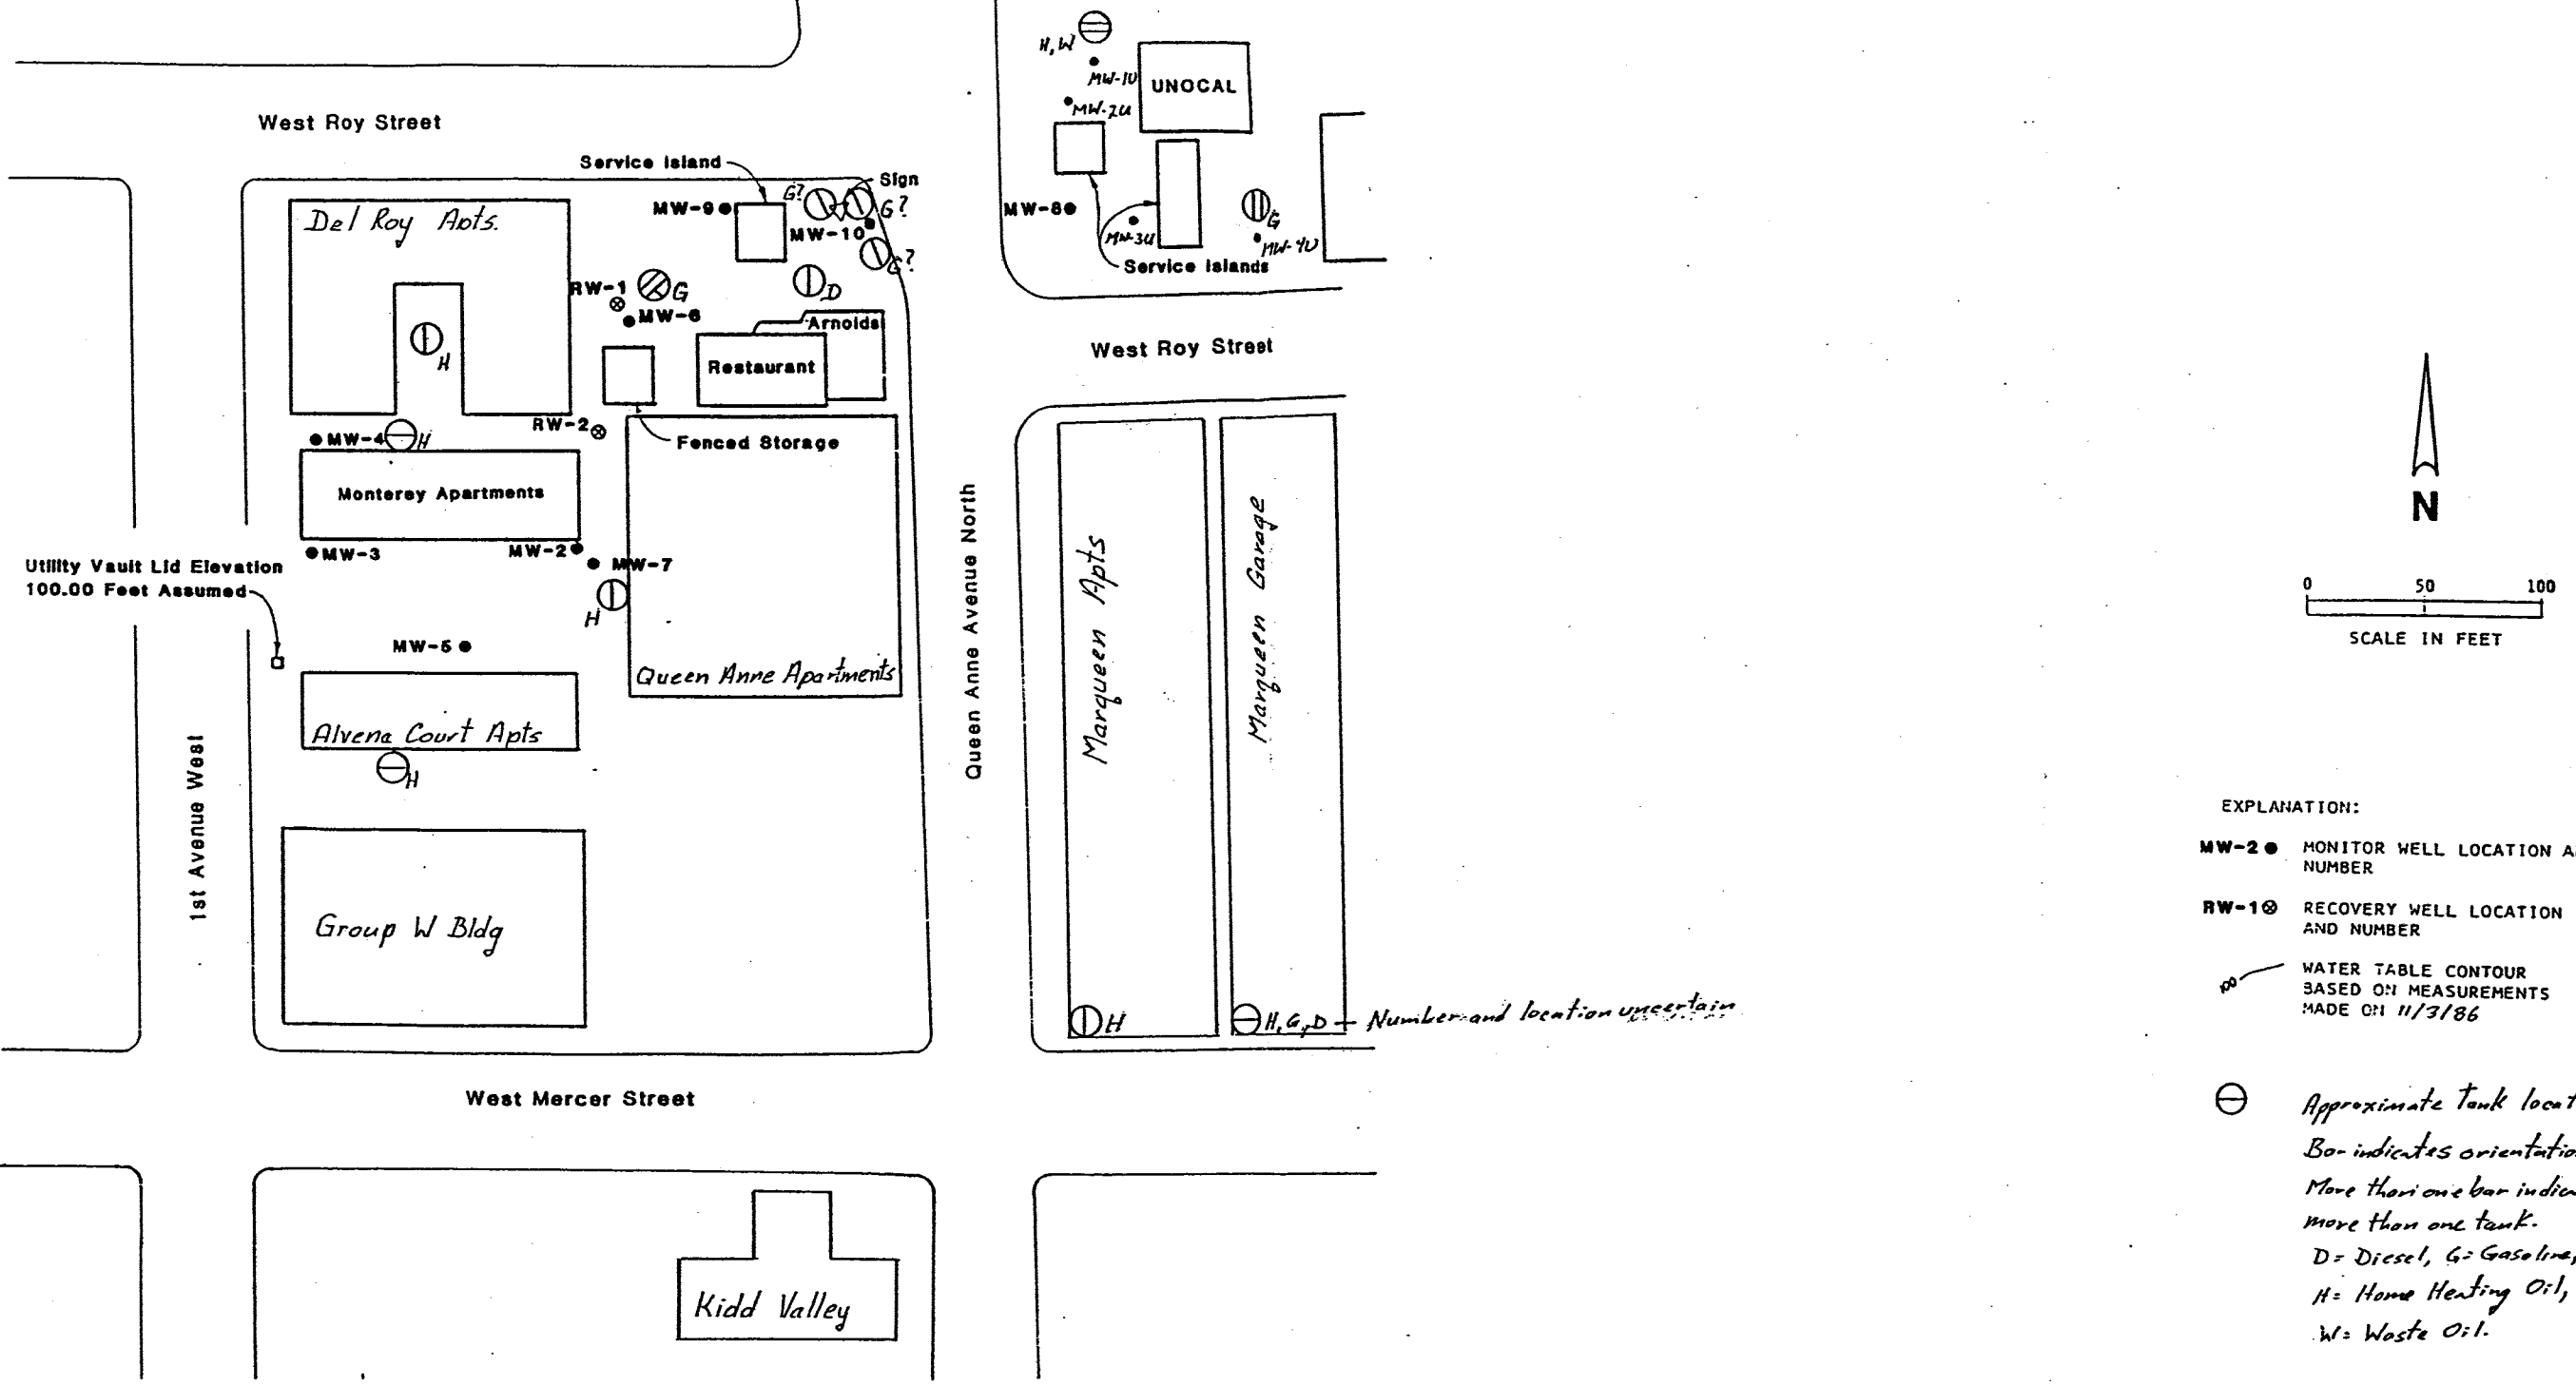 H, W
MW-1U
UNOCAL
MW-2U
West Roy Street
Service Island
Sign
Del Roy Apts.
MW-9
G?
G?
MW-10
MW-8
MW-3U
G
MW-4U
G?
Service Islands
RW-1
G
D
MW-6
Arnolds
H
Restaurant
West Roy Street
RW-2
MW-4
H
Fenced Storage
Monterey Apartments
MW-3
MW-2
MW-7
Utility Vault Lid Elevation
100.00 Feet Assumed
H
MW-5
Queen Anne Apartments
Alvena Court Apts
H
1st Avenue West
Queen Anne Avenue North
Marqueen Apts
Marqueen Garage
Group W Bldg
H
H, G, D - Number and location uncertain
West Mercer Street
Kidd Valley
N
0 50 100
SCALE IN FEET
EXPLANATION:
MW-2 MONITOR WELL LOCATION
NUMBER
RW-1 RECOVERY WELL LOCATION
AND NUMBER
100 WATER TABLE CONTOUR
BASED ON MEASUREMENTS
MADE ON 11/3/86
Approximate Tank
Bar indicates
More than one bar
more than one tank.
D= Diesel, G= Gasoline,
H= Home Heating Oil,
W= Waste Oil.